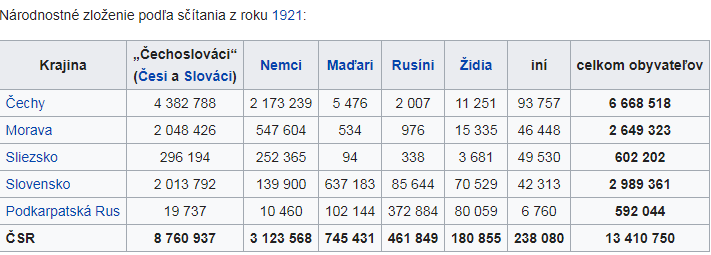 Národnostné zloženie podľa sčítania z roku 1921:
Krajina „Čechoslováci“ (Česi a Slováci) Nemci Maďari Rusíni Židia iní celkom obyvateľov
Čechy 4 382 788 2 173 239 5 476 2 007 11 251 93 757 6 668 518
Morava 2 048 426 547 604 534 976 15 335 46 448 2 649 323
Sliezsko 296 194 252 365 94 338 3 681 49 530 602 202
Slovensko 2 013 792 139 900 637 183 85 644 70 529 42 313 2 989 361
Podkarpatská Rus 19 737 10 460 102 144 372 884 80 059 6 760 592 044
ČSR 8 760 937 3 123 568 745 431 461 849 180 855 238 080 13 410 750